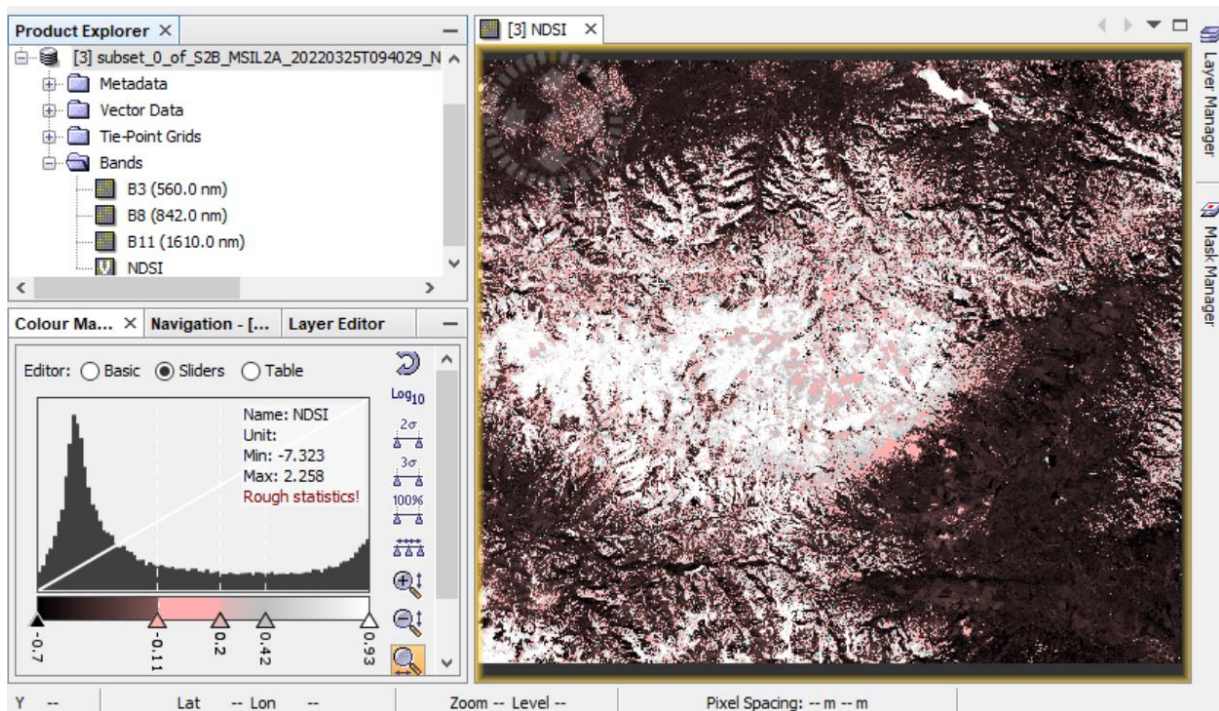 Product Explorer ×
[3] subset_0_of_S2B_MSIL2A_20220325T094029_N
Metadata
Vector Data
Tie-Point Grids
Bands
B3 (560.0 nm)
B8 (842.0 nm)
B11 (1610.0 nm)
NDSI
Colour Ma... ×
Navigation - [...
Layer Editor
Editor: Basic Sliders Table
Name: NDSI
Unit:
Min: -7.323
Max: 2.258
Rough statistics!
Log10
2σ
3σ
100%
-0.7
-0.11
0.2
0.42
0.93
[3] NDSI ×
Layer Manager
Mask Manager
Y -- Lat -- Lon -- Zoom -- Level -- Pixel Spacing: -- m -- m